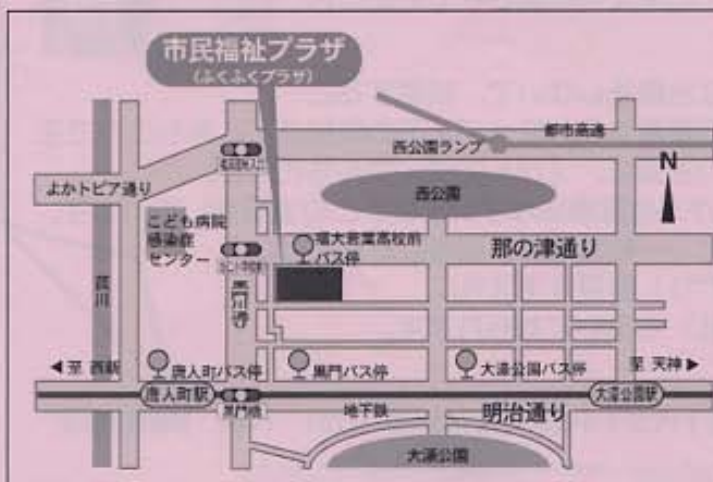 市民福祉プラザ
(ふくふくプラザ)
都市高速
西公園ランプ
N
よかトピア通り
西公園
こども病院
感染症
センター
福大若葉高校前
バス停
那の津通り
黒門
◀至 西新
唐人町バス停
黒門バス停
大濠公園バス停
至 天神▶
唐人町駅
黒門橋
地下鉄
明治通り
大濠公園駅
大濠公園